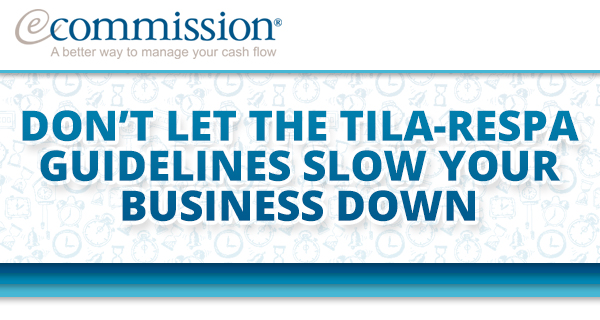 ecommission®
A better way to manage your cash flow
DON’T LET THE TILA-RESPA
GUIDELINES SLOW YOUR
BUSINESS DOWN